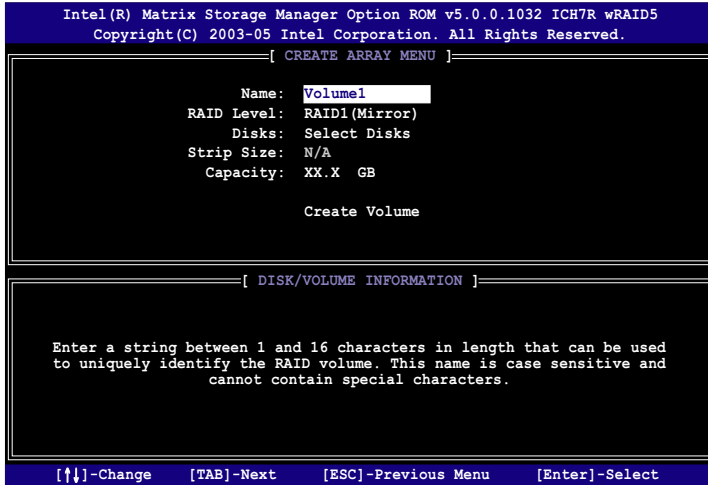 Intel(R) Matrix Storage Manager Option ROM v5.0.0.1032 ICH7R wRAID5
Copyright(C) 2003-05 Intel Corporation. All Rights Reserved.
[ CREATE ARRAY MENU ]
Name: Volume1
RAID Level: RAID1(Mirror)
Disks: Select Disks
Strip Size: N/A
Capacity: XX.X GB
Create Volume
[ DISK/VOLUME INFORMATION ]
Enter a string between 1 and 16 characters in length that can be used
to uniquely identify the RAID volume. This name is case sensitive and
cannot contain special characters.
[↑↓]-Change [TAB]-Next [ESC]-Previous Menu [Enter]-Select